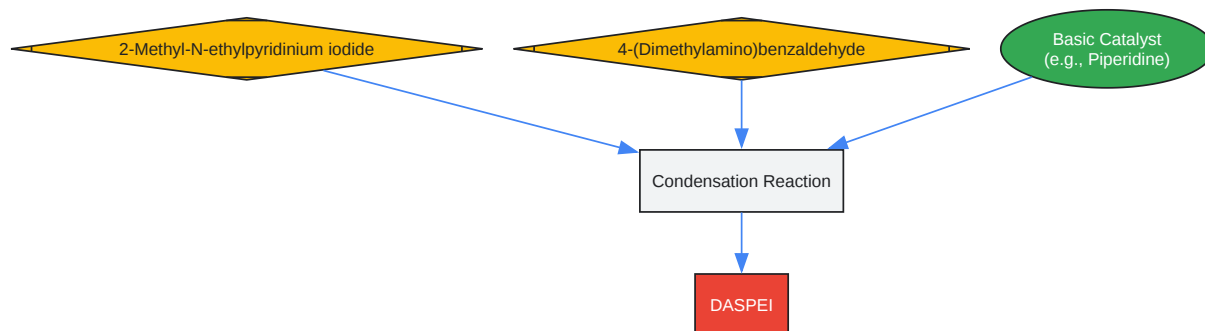 2-Methyl-N-ethylpyridinium iodide
4-(Dimethylamino)benzaldehyde
Basic Catalyst
(e.g., Piperidine)
Condensation Reaction
DASPEI